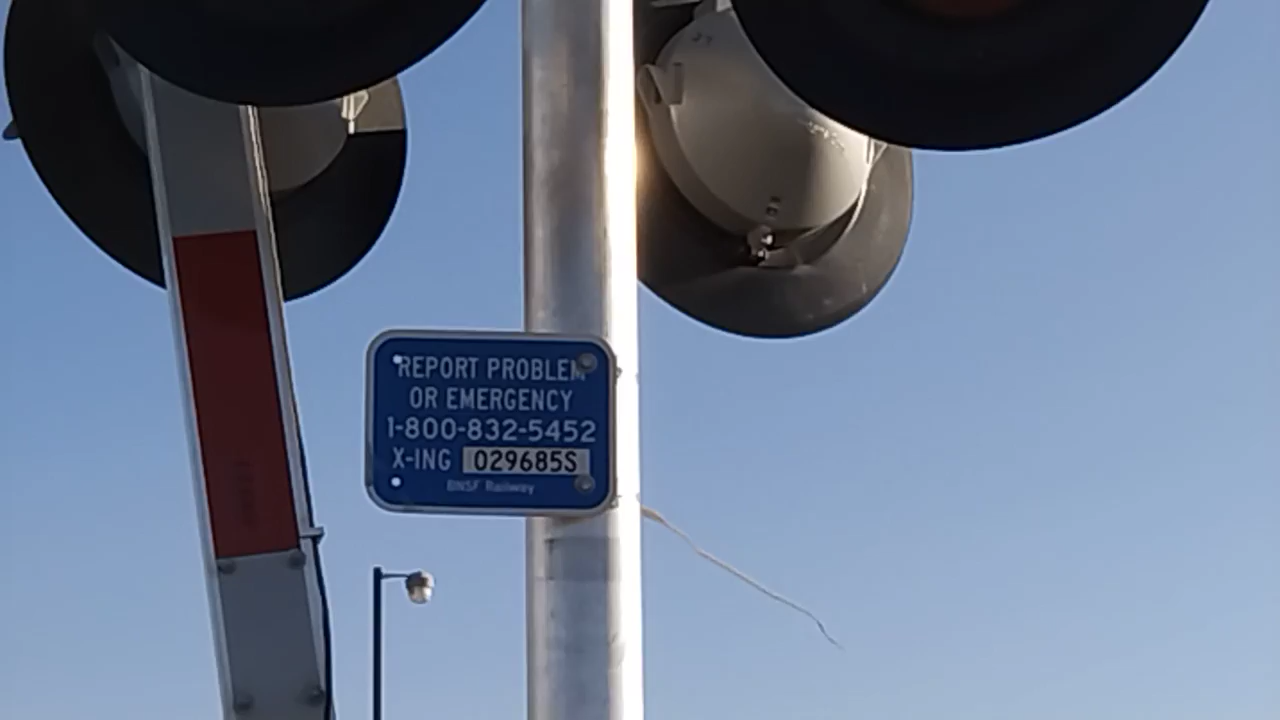 REPORT PROBLEM
OR EMERGENCY
1-800-832-5452
X-ING 029685S
BNSF Railway